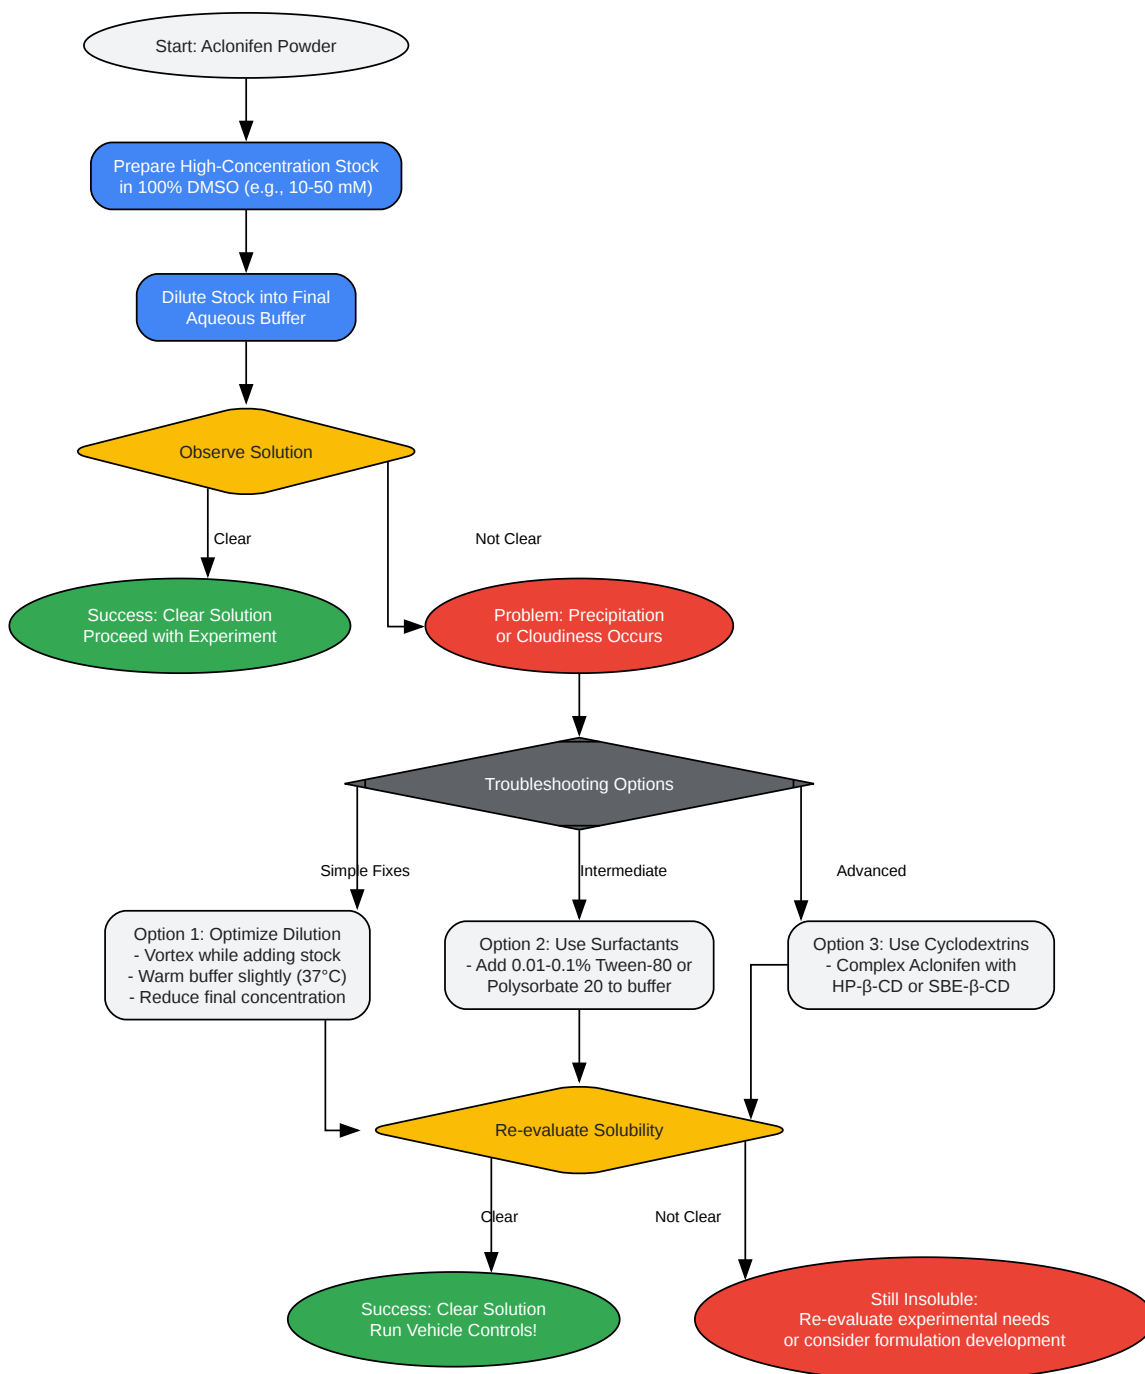 Start: Aclonifen Powder
Prepare High-Concentration Stock
in 100% DMSO (e.g., 10-50 mM)
Dilute Stock into Final
Aqueous Buffer
Observe Solution
Clear
Not Clear
Success: Clear Solution
Proceed with Experiment
Problem: Precipitation
or Cloudiness Occurs
Troubleshooting Options
Simple Fixes
Intermediate
Advanced
Option 1: Optimize Dilution
- Vortex while adding stock
- Warm buffer slightly (37°C)
- Reduce final concentration
Option 2: Use Surfactants
- Add 0.01-0.1% Tween-80 or
Polysorbate 20 to buffer
Option 3: Use Cyclodextrins
- Complex Aclonifen with
HP-β-CD or SBE-β-CD
Re-evaluate Solubility
Clear
Not Clear
Success: Clear Solution
Run Vehicle Controls!
Still Insoluble:
Re-evaluate experimental needs
or consider formulation development